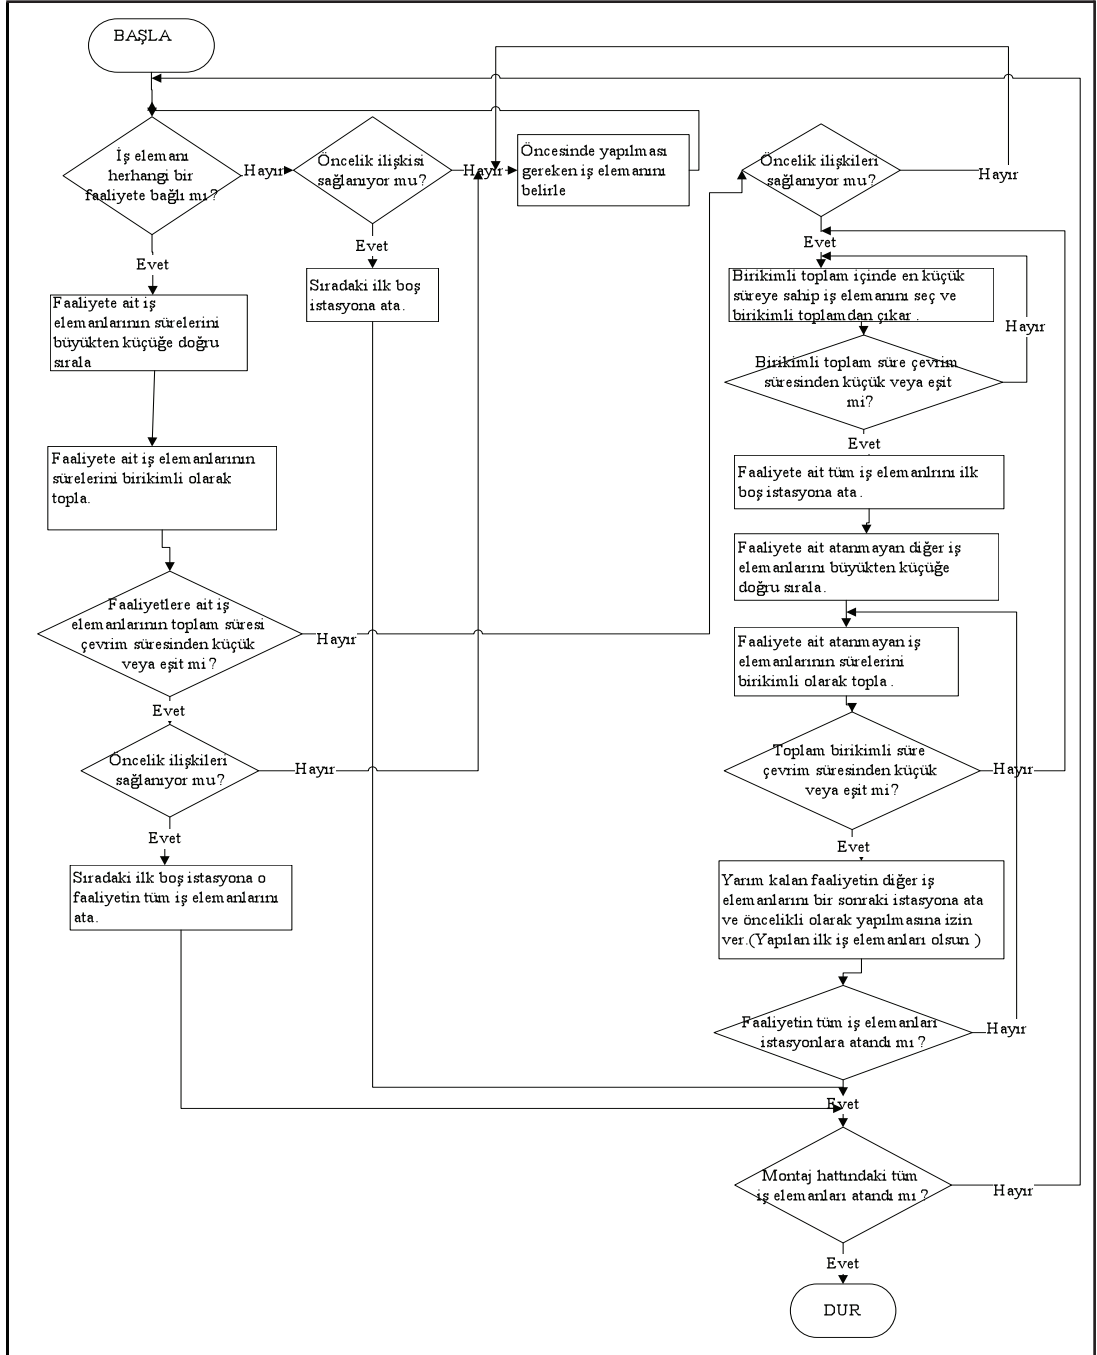 BAŞLA
İş elemanı
herhangi bir
faaliyete bağlı mı?
Hayır
Evet
Öncelik ilişkisi
sağlanıyor mu?
Hayır
Evet
Öncesinde yapılması
gereken iş elemanını
belirle
Sıradaki ilk boş
istasyona ata.
Faaliyete ait iş
elemanlarının sürelerini
büyükten küçüğe doğru
sırala
Faaliyete ait iş elemanlarının
sürelerini birikimli olarak
topla.
Faaliyetlere ait iş
elemanlarının toplam süresi
çevrim süresinden küçük
veya eşit mi?
Hayır
Evet
Öncelik ilişkileri
sağlanıyor mu?
Hayır
Evet
Sıradaki ilk boş istasyona o
faaliyetin tüm iş elemanlarını
ata.
Öncelik ilişkileri
sağlanıyor mu?
Hayır
Evet
Birikimli toplam içinde en küçük
süreye sahip iş elemanını seç ve
birikimli toplamdan çıkar .
Hayır
Birikimli toplam süre çevrim
süresinden küçük veya eşit
mi?
Evet
Faaliyete ait tüm iş elemanlrını ilk
boş istasyona ata .
Faaliyete ait atanmayan diğer iş
elemanlarını büyükten küçüğe
doğru sırala.
Faaliyete ait atanmayan iş
elemanlarının sürelerini
birikimli olarak topla .
Toplam birikimli süre
çevrim süresinden küçük
veya eşit mi?
Hayır
Evet
Yarım kalan faaliyetin diğer iş
elemanlarını bir sonraki istasyona ata
ve öncelikli olarak yapılmasına izin
ver.(Yapılan ilk iş elemanları olsun )
Faaliyetin tüm iş elemanları
istasyonlara atandı mı ?
Hayır
Evet
Montaj hattındaki tüm
iş elemanları atandı mı ?
Hayır
Evet
DUR